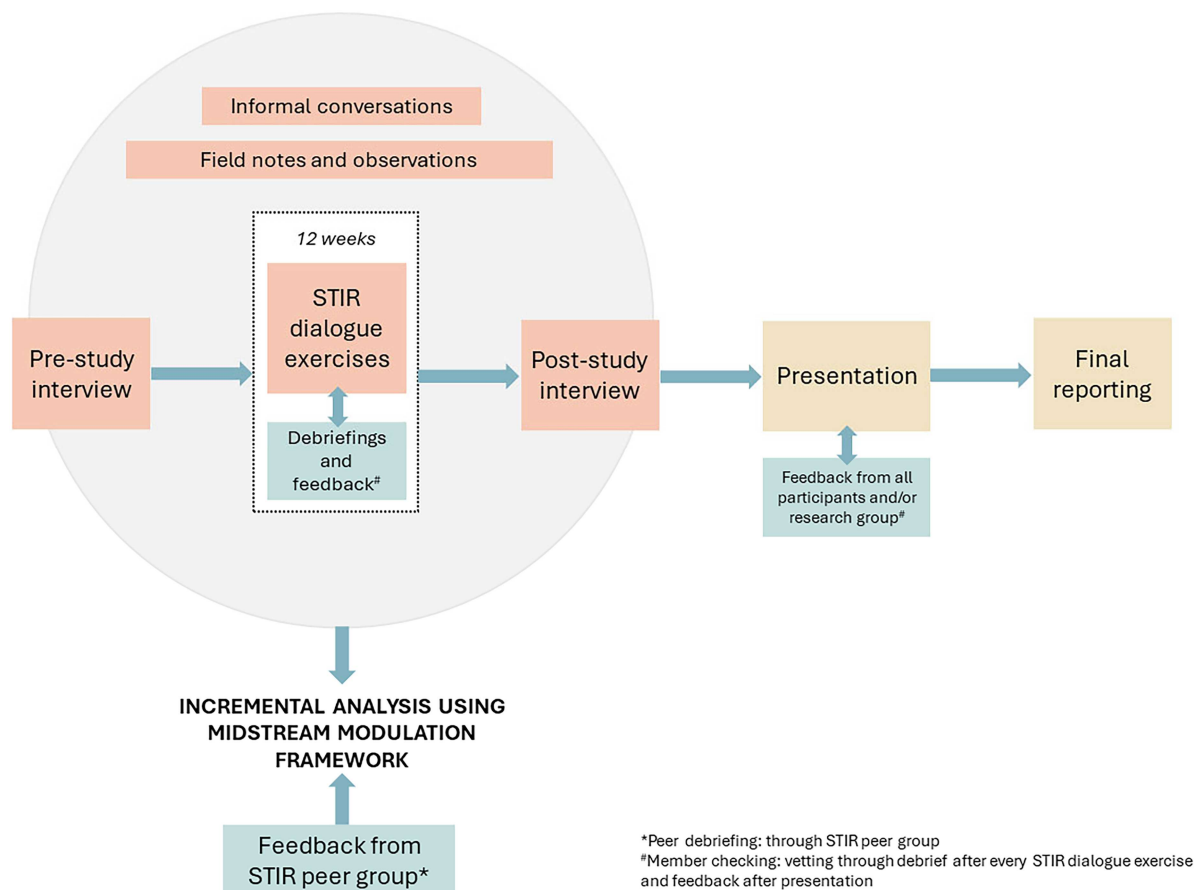 Informal conversations
Field notes and observations
12 weeks
STIR
dialogue
exercises
Pre-study
interview
Post-study
interview
Presentation
Final
reporting
Debriefings
and
feedback#
Feedback from all
participants and/or
research group#
INCREMENTAL ANALYSIS USING
MIDSTREAM MODULATION
FRAMEWORK
Feedback from
STIR peer group*
*Peer debriefing: through STIR peer group
#Member checking: vetting through debrief after every STIR dialogue exercise
and feedback after presentation